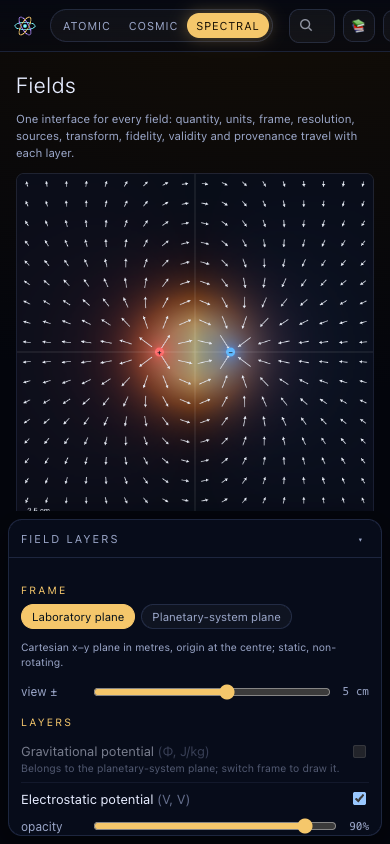 ATOMIC COSMIC SPECTRAL
Fields
One interface for every field: quantity, units, frame, resolution,
sources, transform, fidelity, validity and provenance travel with
each layer.
+ −
FIELD LAYERS
FRAME
Laboratory plane Planetary-system plane
Cartesian x–y plane in metres, origin at the centre; static, non-
rotating.
view ± 5 cm
LAYERS
Gravitational potential (Φ, J/kg)
Belongs to the planetary-system plane; switch frame to draw it.
Electrostatic potential (V, V)
opacity 90%